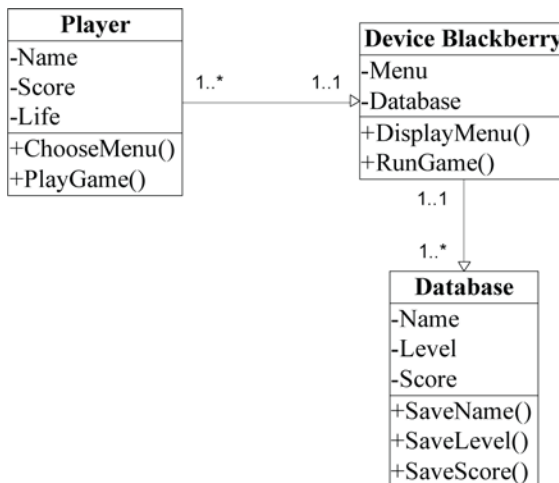 Player
-Name
-Score
-Life
+ChooseMenu()
+PlayGame()
1..*
1..1
Device Blackberry
-Menu
-Database
+DisplayMenu()
+RunGame()
1..1
1..*
Database
-Name
-Level
-Score
+SaveName()
+SaveLevel()
+SaveScore()